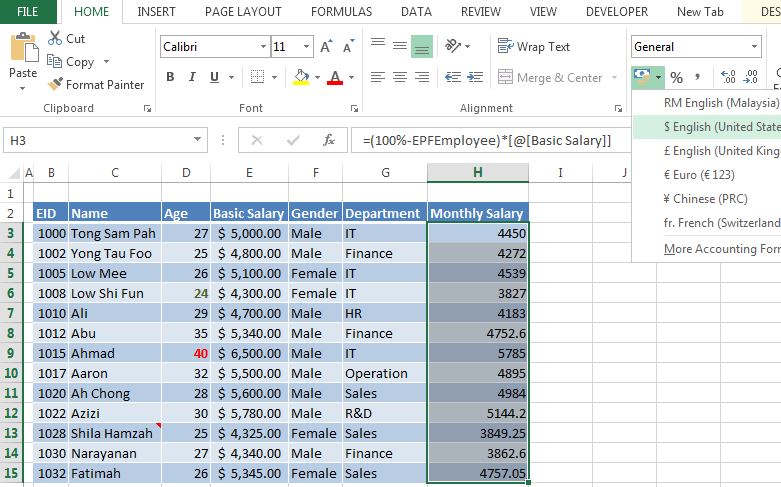 FILE HOME INSERT PAGE LAYOUT FORMULAS DATA REVIEW VIEW DEVELOPER New Tab DES
Cut
Copy
Format Painter
Paste
Clipboard
Calibri 11 A A
B I U A
Font
Wrap Text
Merge & Center
Alignment
General
% , .0 .00 .00 .0
RM English (Malaysia)
$ English (United State
£ English (United King
€ Euro (€ 123)
¥ Chinese (PRC)
fr. French (Switzerland
More Accounting For
H3 fx =(100%-EPFEmployee)*[@[Basic Salary]]
A B C D E F G H I J
1
2 EID Name Age Basic Salary Gender Department Monthly Salary
3 1000 Tong Sam Pah 27 $ 5,000.00 Male IT 4450
4 1002 Yong Tau Foo 25 $ 4,800.00 Male Finance 4272
5 1005 Low Mee 26 $ 5,100.00 Female IT 4539
6 1008 Low Shi Fun 24 $ 4,300.00 Female IT 3827
7 1010 Ali 29 $ 4,700.00 Male HR 4183
8 1012 Abu 35 $ 5,340.00 Male Finance 4752.6
9 1015 Ahmad 40 $ 6,500.00 Male IT 5785
10 1017 Aaron 32 $ 5,500.00 Male Operation 4895
11 1020 Ah Chong 28 $ 5,600.00 Male Sales 4984
12 1022 Azizi 30 $ 5,780.00 Male R&D 5144.2
13 1028 Shila Hamzah 25 $ 4,325.00 Female Sales 3849.25
14 1030 Narayanan 27 $ 4,340.00 Male Finance 3862.6
15 1032 Fatimah 26 $ 5,345.00 Female Sales 4757.05